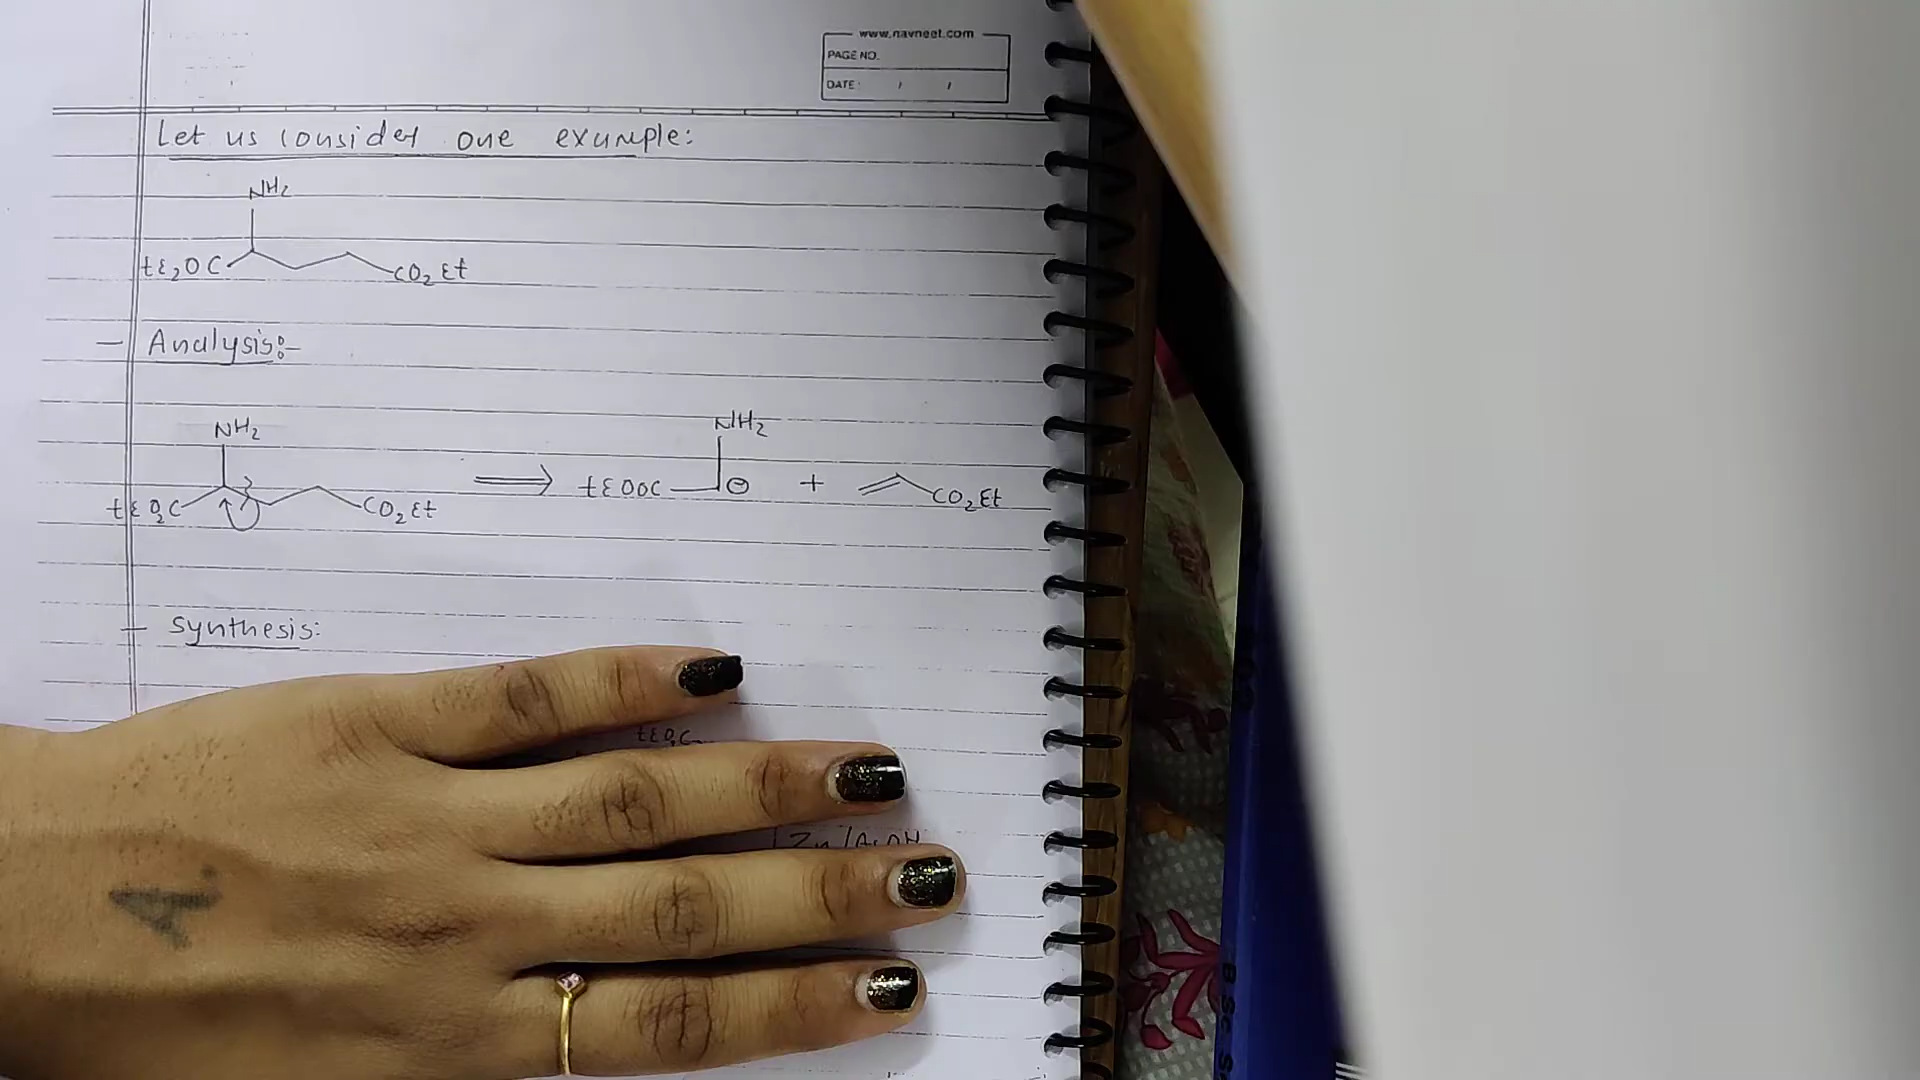 www.navneet.com
PAGE NO.
DATE: / /
Let us consider one example:
NH2
tE2OC CO2Et
- Analysis:-
NH2 NH2
tEO2C CO2Et ⟹ tEOOC ⊖ + CO2Et
- Synthesis:
tEO2C
Zn/AcOH
BSc. S